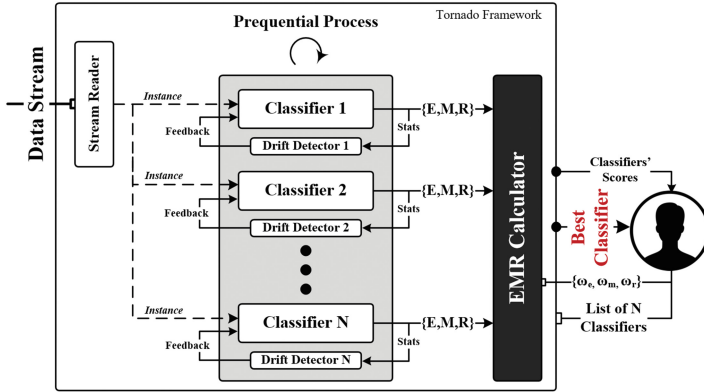 Tornado Framework
Prequential Process
Data Stream
Stream Reader
Instance
Classifier 1
{E,M,R}
Feedback
Stats
Drift Detector 1
Instance
Classifier 2
{E,M,R}
Feedback
Stats
Drift Detector 2
Instance
Classifier N
{E,M,R}
Feedback
Stats
Drift Detector N
EMR Calculator
Classifiers'
Scores
Best
Classifier
{ωe, ωm, ωr}
List of N
Classifiers